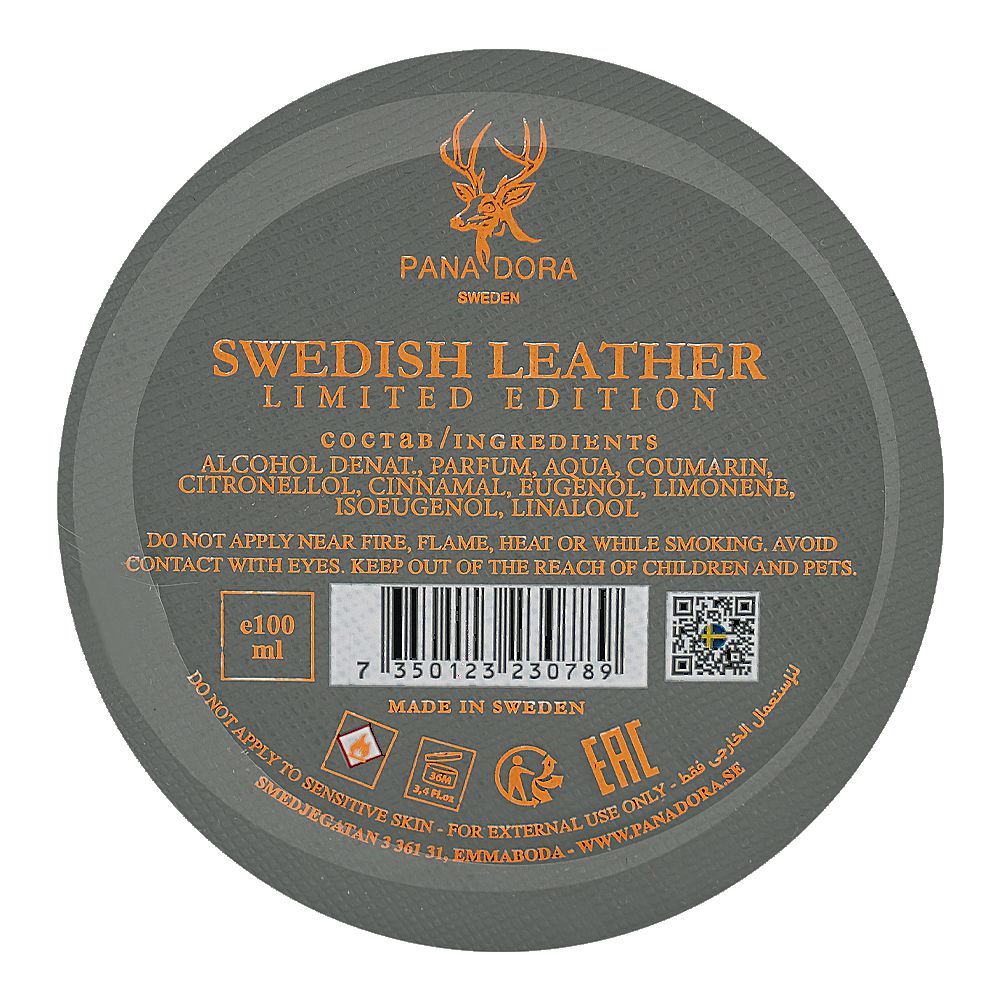 PANA DORA
SWEDEN
SWEDISH LEATHER
LIMITED EDITION
состав/INGREDIENTS
ALCOHOL DENAT., PARFUM, AQUA, COUMARIN,
CITRONELLOL, CINNAMAL, EUGENOL, LIMONENE,
ISOEUGENOL, LINALOOL
DO NOT APPLY NEAR FIRE, FLAME, HEAT OR WHILE SMOKING. AVOID
CONTACT WITH EYES. KEEP OUT OF THE REACH OF CHILDREN AND PETS.
e100
ml
7 350123 230789
MADE IN SWEDEN
36M
3,4 Fl.oz
EAC
DO NOT APPLY TO SENSITIVE SKIN - FOR EXTERNAL USE ONLY - للإستعمال الخارجي فقط
SMEDJEGATAN 3 361 31, EMMABODA - WWW.PANADORA.SE